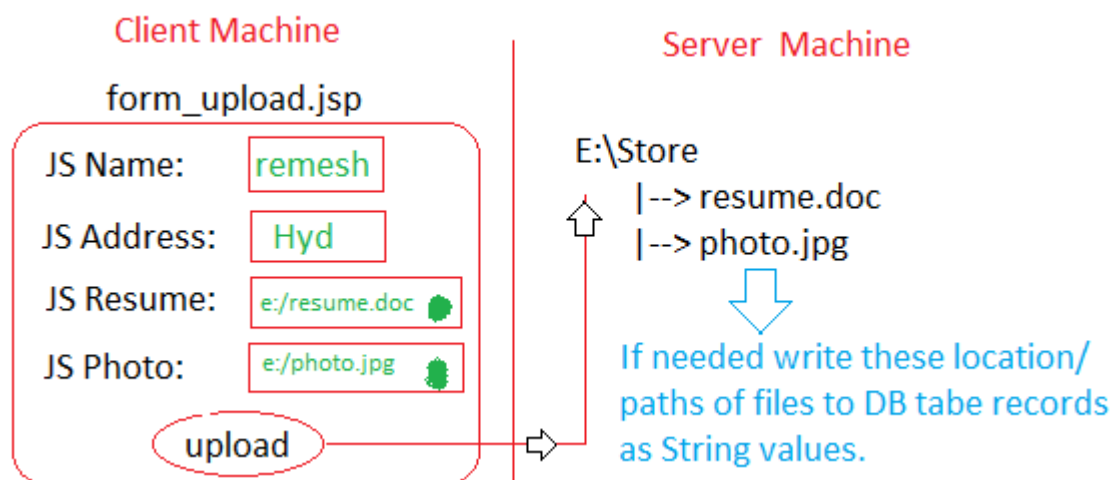 Client Machine
form_upload.jsp
JS Name: remesh
JS Address: Hyd
JS Resume: e:/resume.doc
JS Photo: e:/photo.jpg
upload
Server Machine
E:\Store
|--> resume.doc
|--> photo.jpg
If needed write these location/
paths of files to DB tabe records
as String values.